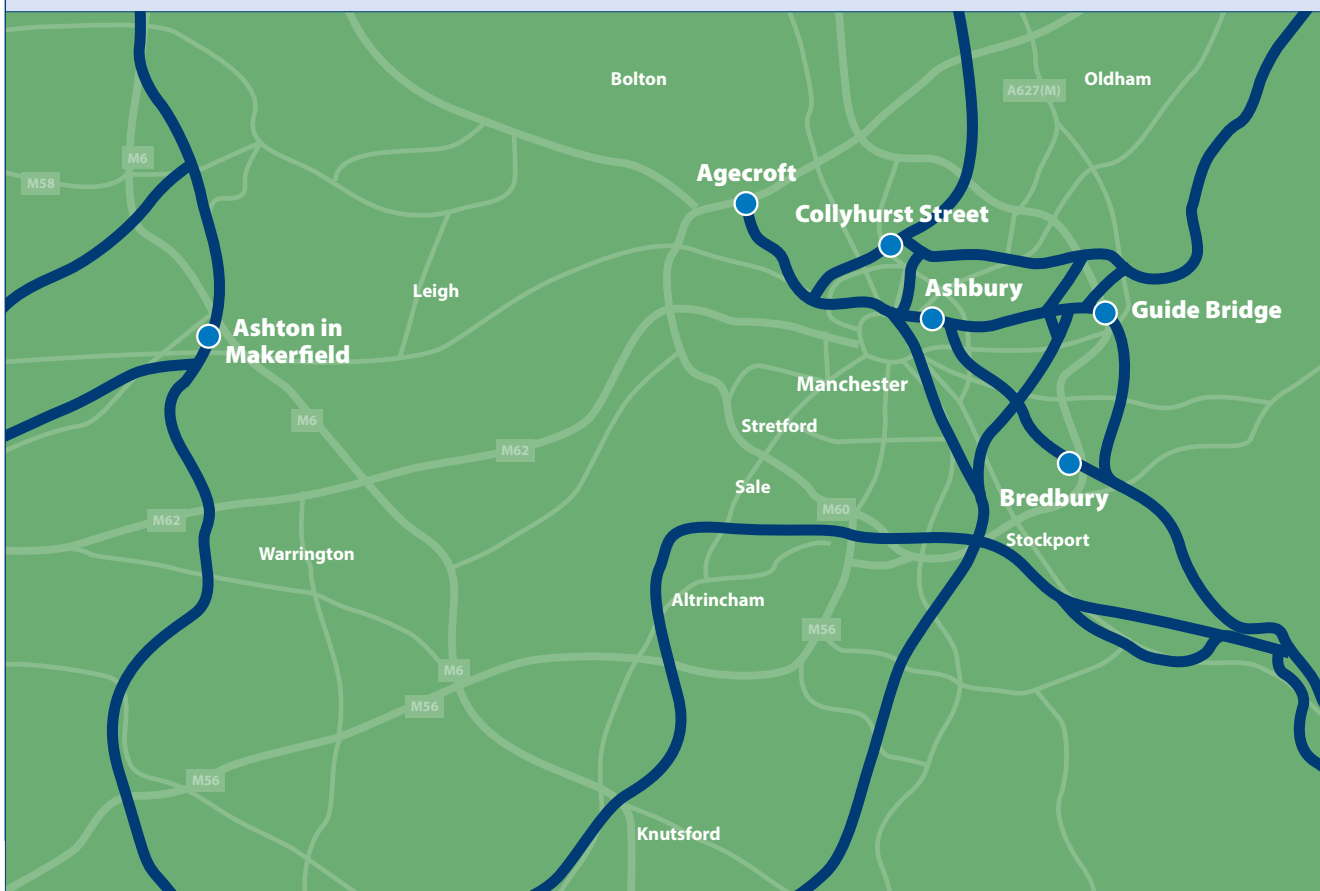 Bolton
Oldham
A627(M)
M6
Agecroft
M58
Collyhurst Street
Leigh
Ashbury
Guide Bridge
Ashton in
Makerfield
Manchester
M6
Stretford
M62
Sale
Bredbury
M60
M62
Stockport
Warrington
Altrincham
M56
M6
M56
M56
Knutsford